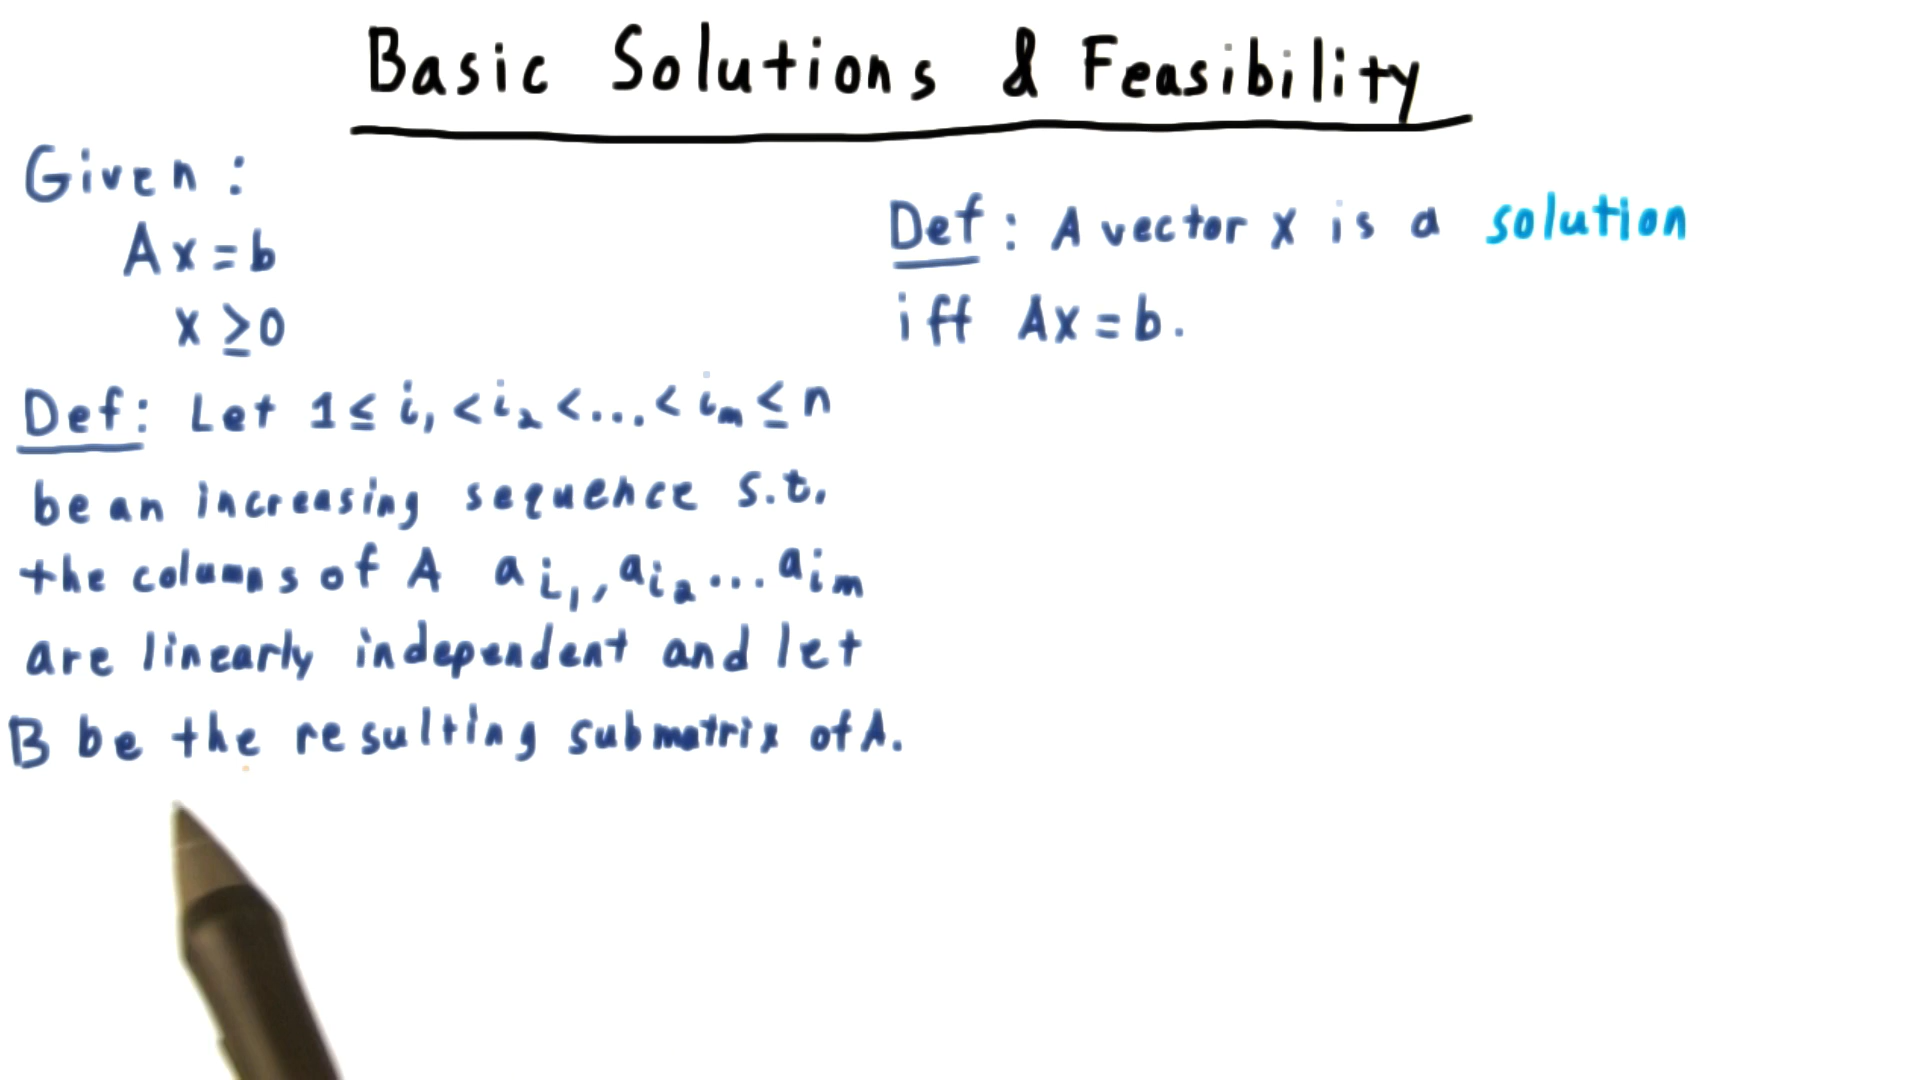 Basic Solutions & Feasibility
Given:
Ax=b
x≥0
Def: Let 1≤i₁<i₂<...<iₘ≤n
be an increasing sequence s.t.
the columns of A aᵢ₁,aᵢ₂...aᵢₘ
are linearly independent and let
B be the resulting submatrix of A.
Def: A vector x is a solution
iff Ax=b.